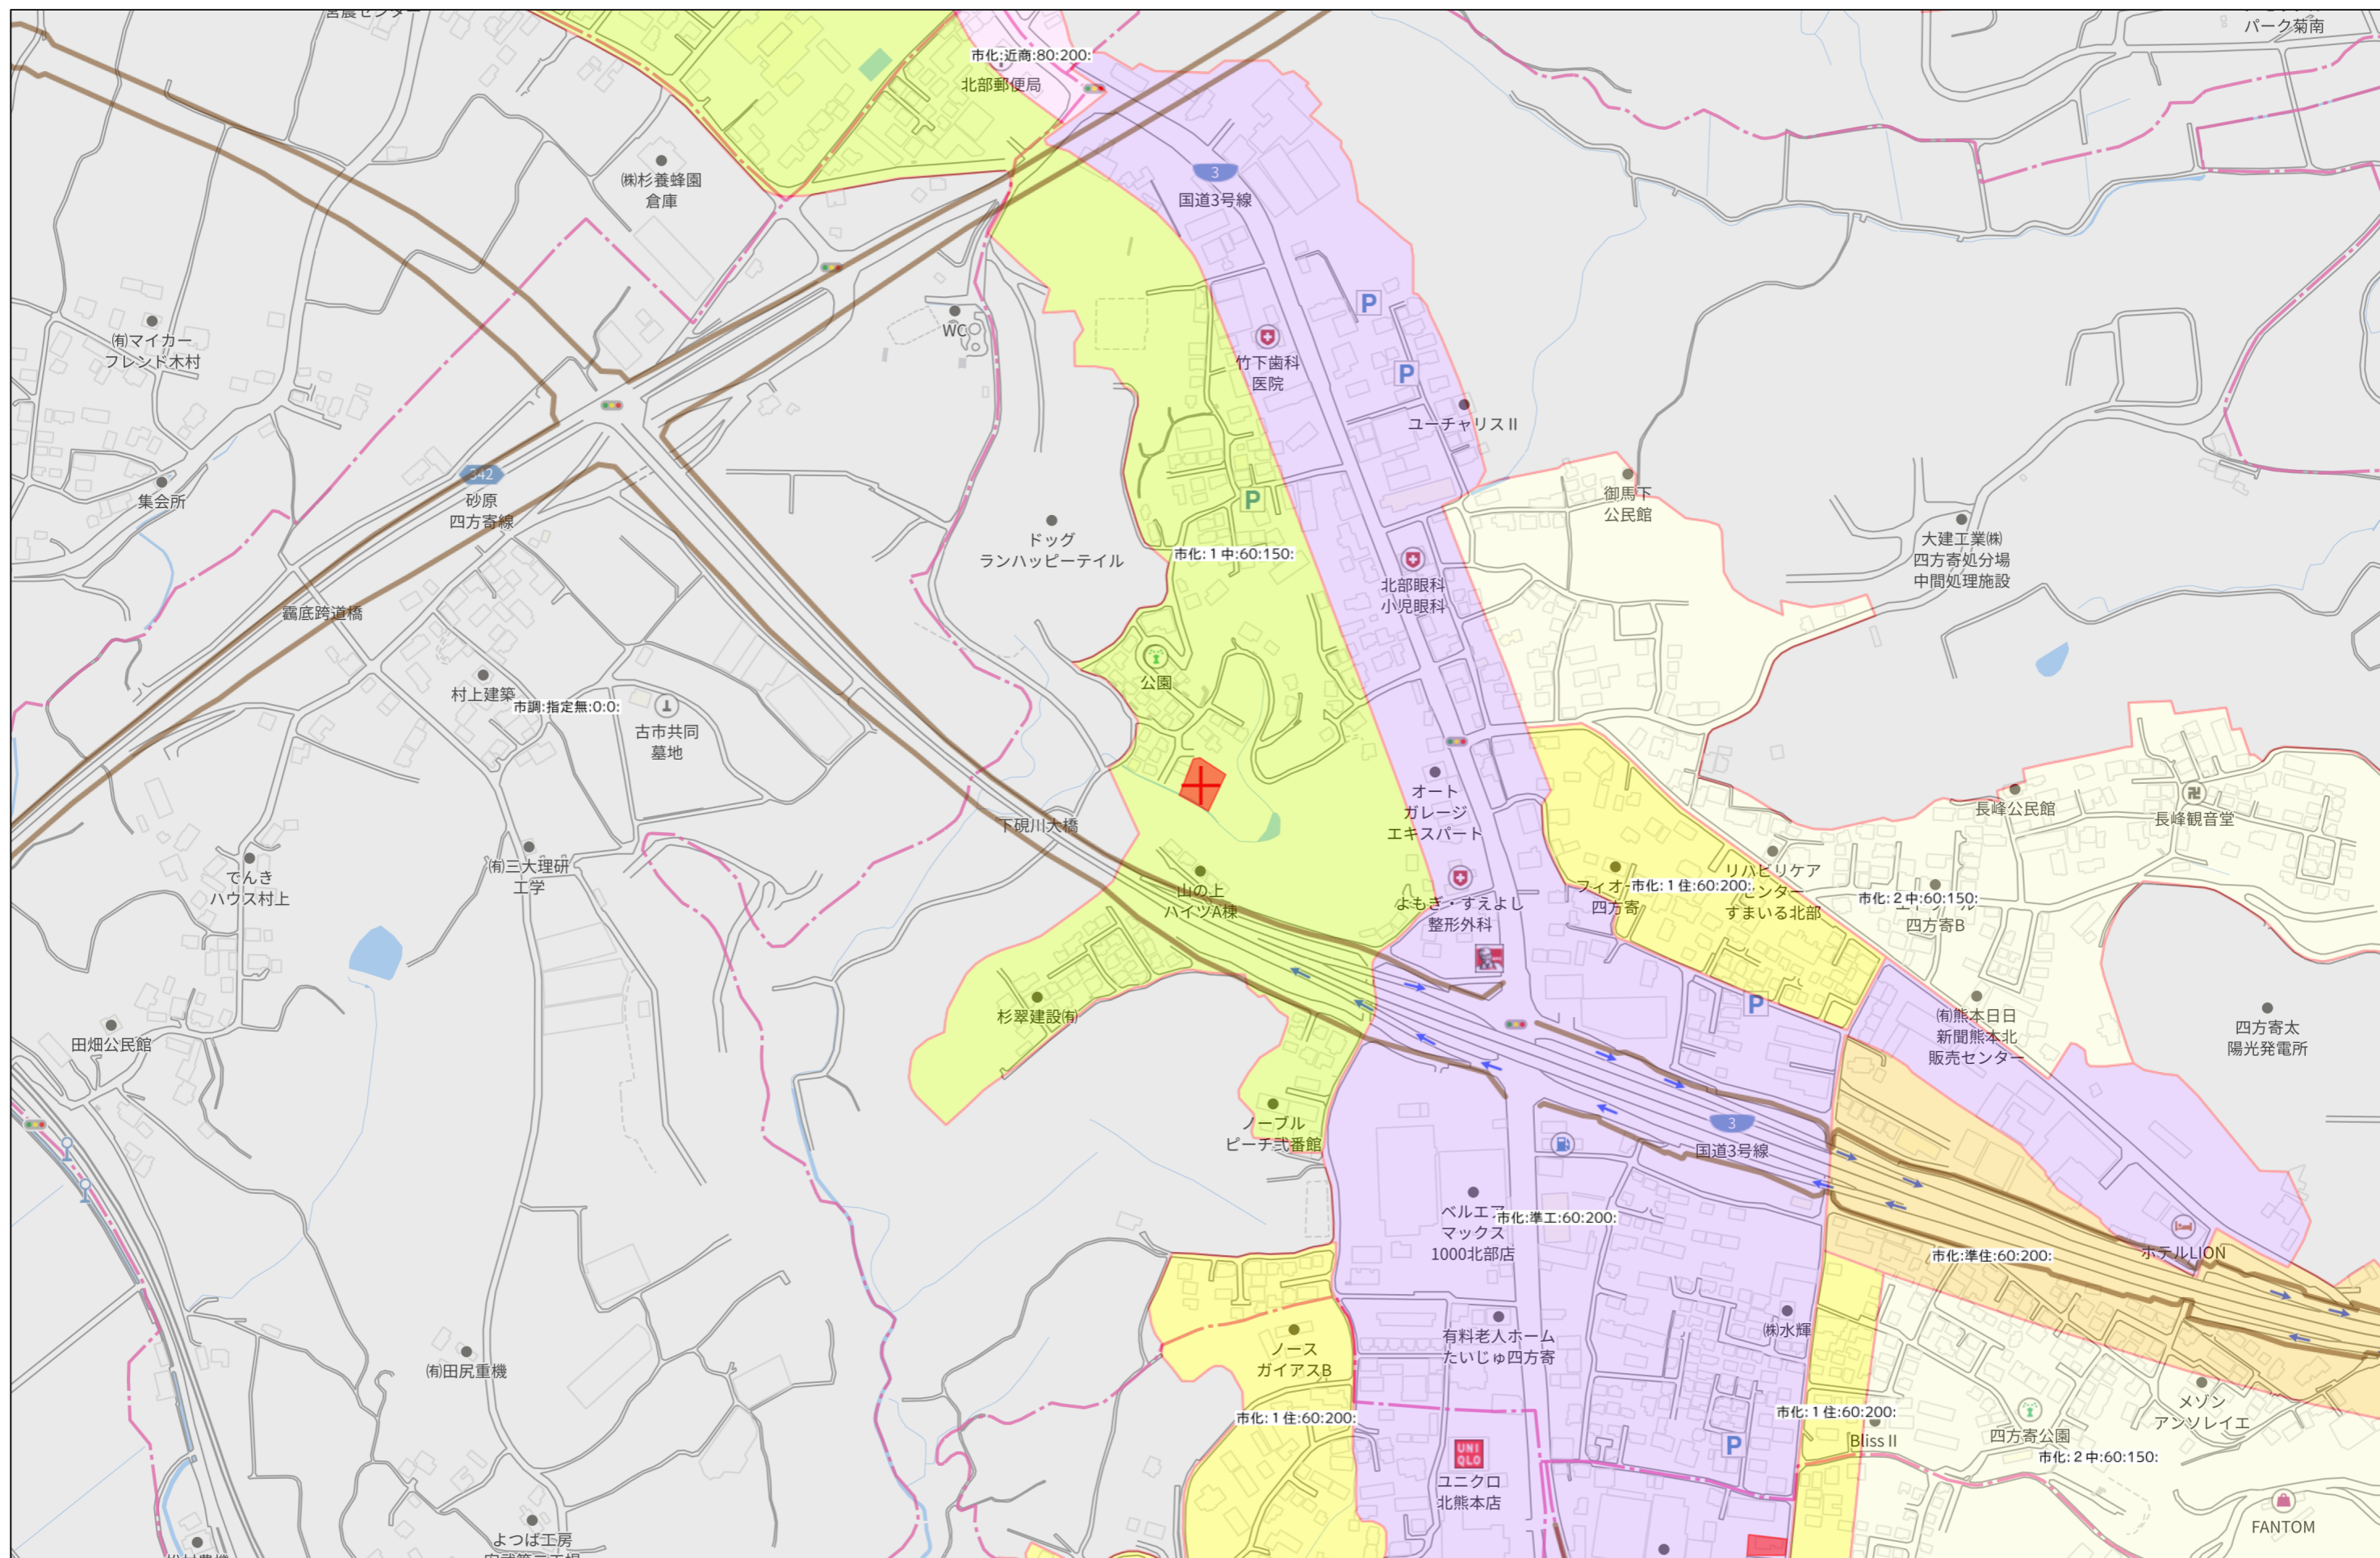 パーク菊南
市化:近商:80:200:
北部郵便局
㈱杉養蜂園
倉庫
3
国道3号線
㈲マイカー
フレンド木村
WC
P
竹下歯科
医院
P
ユーチャリスⅡ
342
砂原
四方寄線
集会所
ドッグ
ランハッピーテイル
P
市化:1中:60:150:
御馬下
公民館
大建工業㈱
四方寄処分場
中間処理施設
北部眼科
小児眼科
靍底跨道橋
村上建築
市調:指定無:0:0:
古市共同
墓地
公園
オート
ガレージ
エキスパート
長峰公民館
長峰観音堂
下硯川大橋
㈲三大理研
工学
でんき
ハウス村上
山の上
ハイツA棟
よもぎ・すえよし
整形外科
四方寄
市化:1住:60:200:
リハビリケア
センター
すまいる北部
市化:2中:60:150:
四方寄B
杉翠建設㈲
P
㈲熊本日日
新聞熊本北
販売センター
四方寄太
陽光発電所
田畑公民館
ノーブル
ピーチ弐番館
3
国道3号線
ベルエア
マックス
1000北部店
市化:準工:60:200:
市化:準住:60:200:
ホテルLION
有料老人ホーム
たいじゅ四方寄
㈱水輝
㈲田尻重機
ノース
ガイアスB
市化:1住:60:200:
市化:1住:60:200:
BlissⅡ
P
四方寄公園
メゾン
アンソレイエ
市化:2中:60:150:
UNI
QLO
ユニクロ
北熊本店
FANTOM
よつば工房